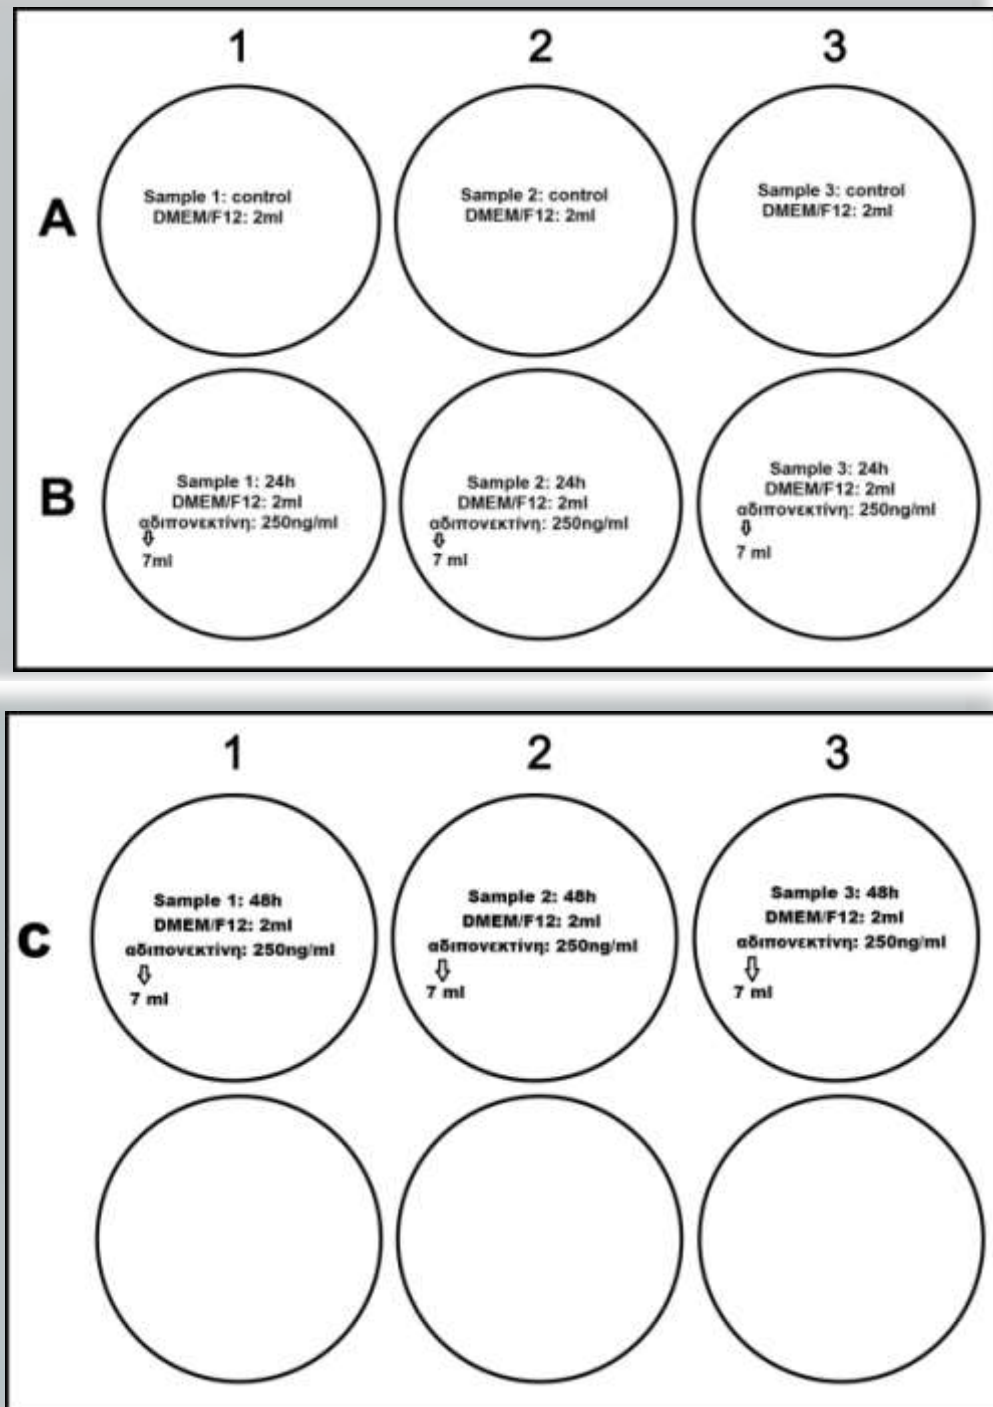 1 2 3
A
Sample 1: control
DMEM/F12: 2ml
Sample 2: control
DMEM/F12: 2ml
Sample 3: control
DMEM/F12: 2ml
B
Sample 1: 24h
DMEM/F12: 2ml
αδιπονεκτίνη: 250ng/ml
7ml
Sample 2: 24h
DMEM/F12: 2ml
αδιπονεκτίνη: 250ng/ml
7 ml
Sample 3: 24h
DMEM/F12: 2ml
αδιπονεκτίνη: 250ng/ml
7 ml
1 2 3
c
Sample 1: 48h
DMEM/F12: 2ml
αδιπονεκτίνη: 250ng/ml
7 ml
Sample 2: 48h
DMEM/F12: 2ml
αδιπονεκτίνη: 250ng/ml
7 ml
Sample 3: 48h
DMEM/F12: 2ml
αδιπονεκτίνη: 250ng/ml
7 ml